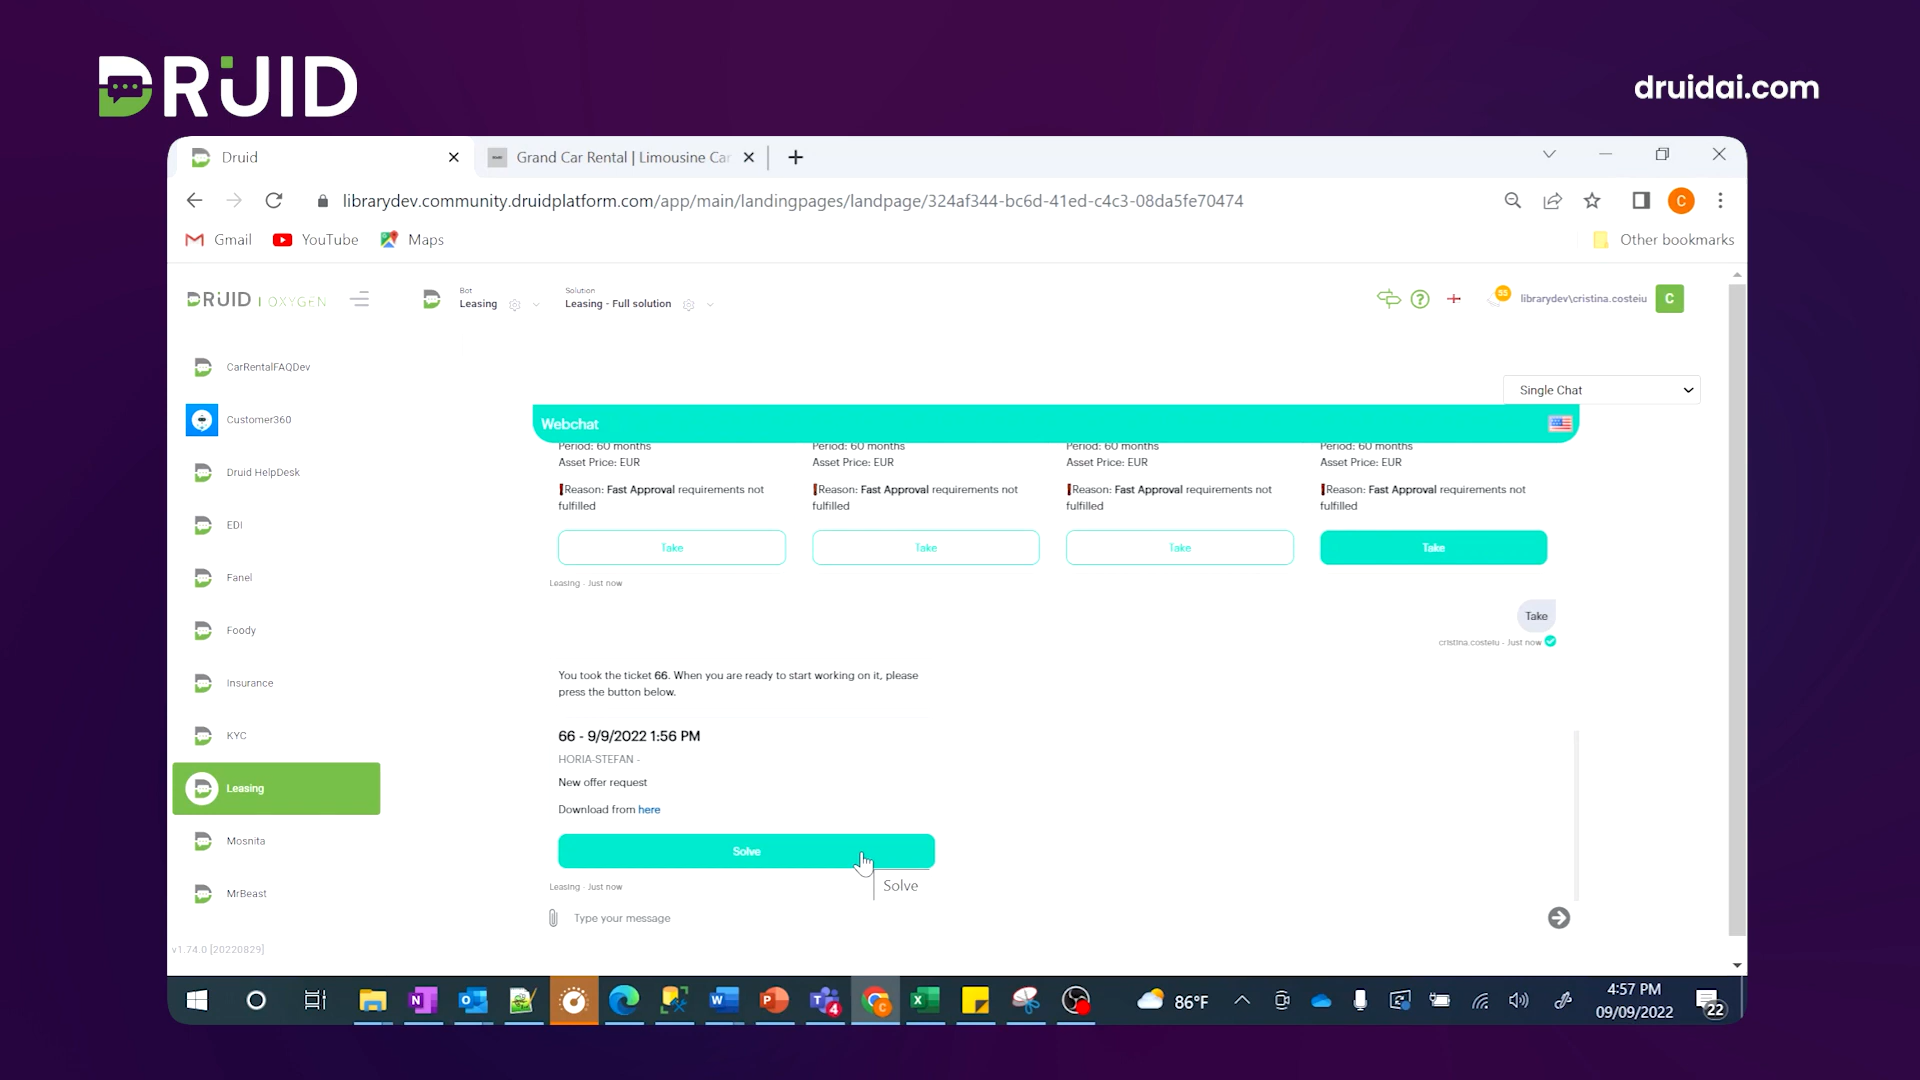 DRUID
druidai.com
Druid
Grand Car Rental | Limousine Car
librarydev.community.druidplatform.com/app/main/landingpages/landpage/324af344-bc6d-41ed-c4c3-08da5fe70474
C
Gmail
YouTube
Maps
Other bookmarks
DRUID | OXYGEN
Bot
Leasing
Solution
Leasing - Full solution
55
librarydev\cristina.costeiu
C
CarRentalFAQDev
Customer360
Druid HelpDesk
EDI
Fanel
Foody
Insurance
KYC
Leasing
Mosnita
MrBeast
v1.74.0 [20220829]
Single Chat
Webchat
Period: 60 months
Asset Price: EUR
Reason: Fast Approval requirements not
fulfilled
Take
Period: 60 months
Asset Price: EUR
Reason: Fast Approval requirements not
fulfilled
Take
Period: 60 months
Asset Price: EUR
Reason: Fast Approval requirements not
fulfilled
Take
Period: 60 months
Asset Price: EUR
Reason: Fast Approval requirements not
fulfilled
Take
Leasing - Just now
Take
cristina.costeiu - Just now
You took the ticket 66. When you are ready to start working on it, please
press the button below.
66 - 9/9/2022 1:56 PM
HORIA-STEFAN -
New offer request
Download from here
Solve
Solve
Leasing - Just now
Type your message
4
86°F
4:57 PM
09/09/2022
22